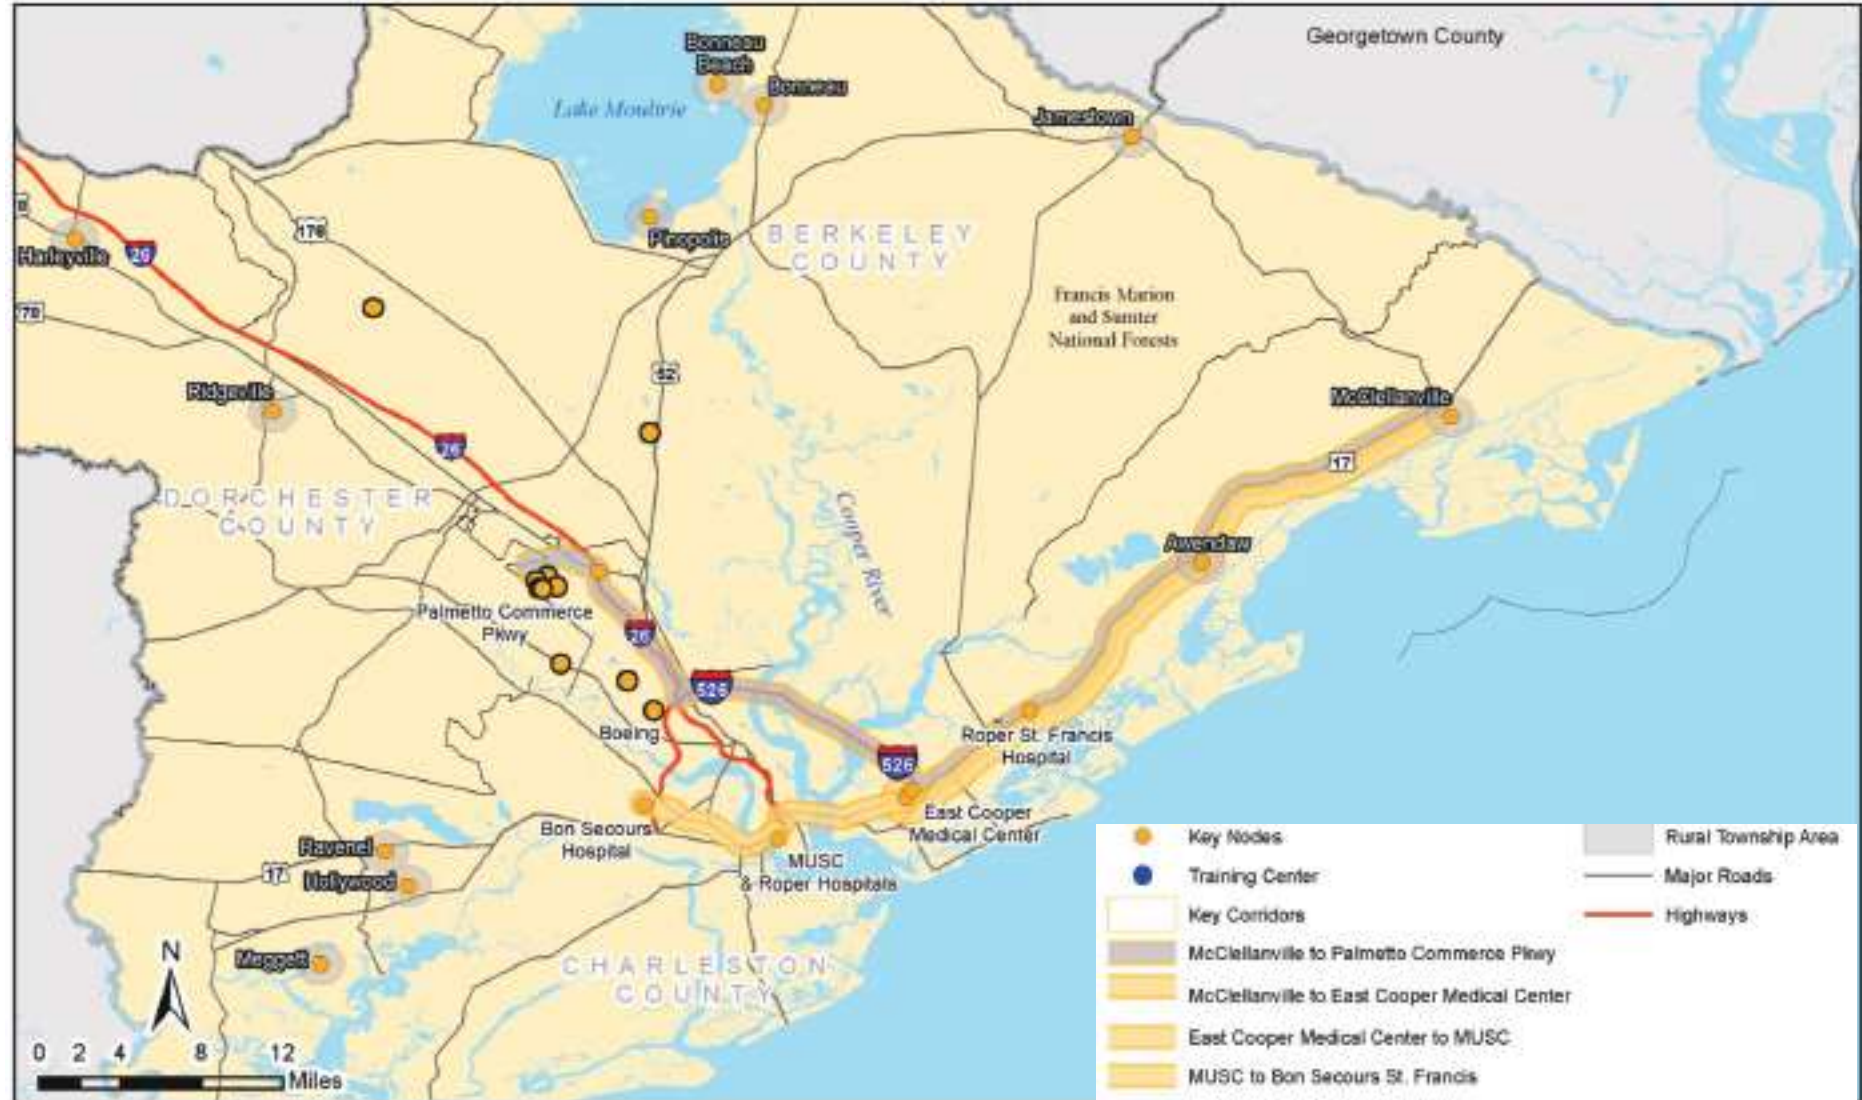 Georgetown County
Bonneau
Beach
Bonneau
Lake Moultrie
Jamestown
Pinopolis
BERKELEY
COUNTY
176
Harleyville
26
78
Francis Marion
and Sumter
National Forests
52
Ridgeville
McClellanville
26
17
DORCHESTER
COUNTY
Cooper River
Awendaw
Palmetto Commerce
Pkwy
26
526
Boeing
Roper St. Francis
Hospital
526
East Cooper
Medical Center
Bon Secours
Hospital
MUSC
& Roper Hospitals
Ravenel
17
Hollywood
Meggett
CHARLESTON
COUNTY
N
0 2 4 8 12
Miles
Key Nodes
Training Center
Key Corridors
McClellanville to Palmetto Commerce Pkwy
McClellanville to East Cooper Medical Center
East Cooper Medical Center to MUSC
MUSC to Bon Secours St. Francis
Rural Township Area
Major Roads
Highways